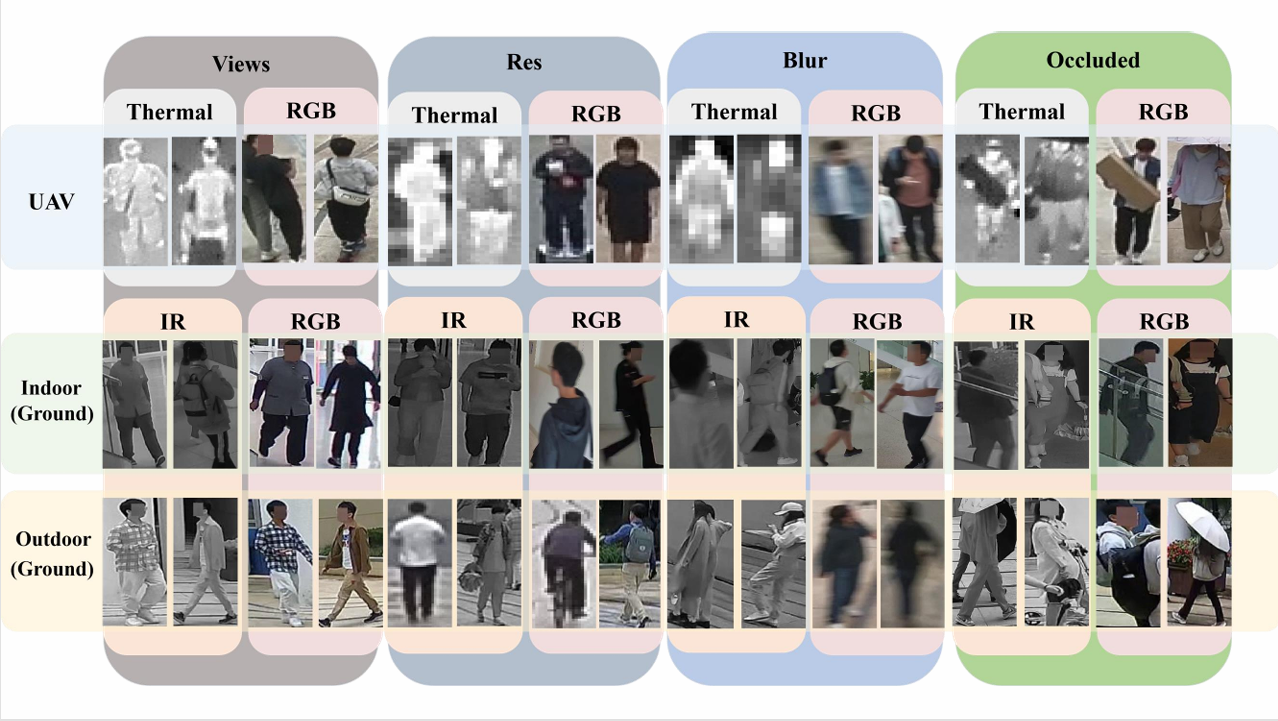 Views
Res
Blur
Occluded
Thermal
RGB
Thermal
RGB
Thermal
RGB
Thermal
RGB
UAV
IR
RGB
IR
RGB
IR
RGB
IR
RGB
Indoor
(Ground)
Outdoor
(Ground)